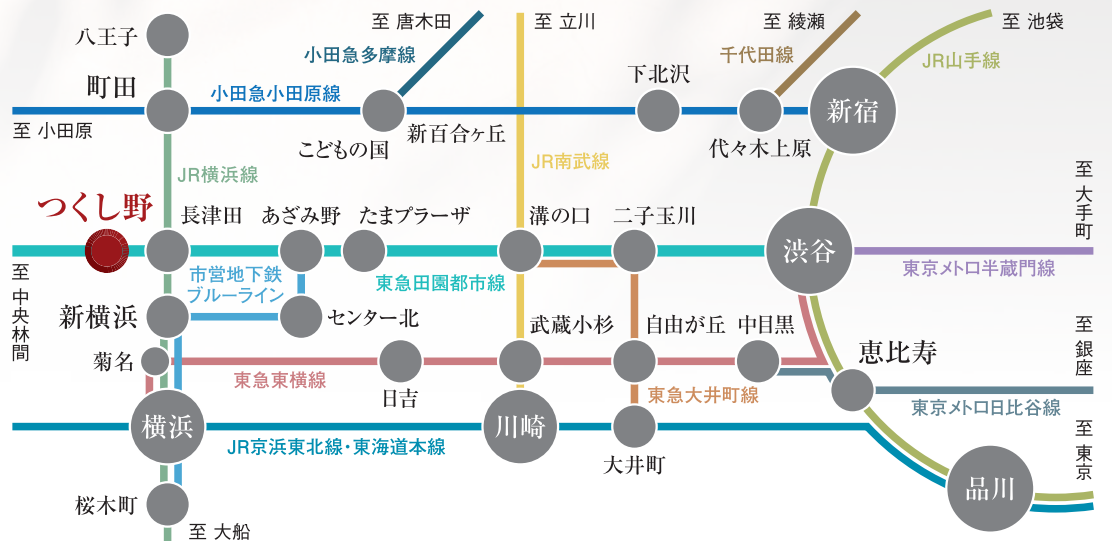 至 唐木田
至 立川
至 綾瀬
至 池袋
八王子
小田急多摩線
千代田線
JR山手線
町田
小田急小田原線
下北沢
新宿
至 小田原
こどもの国
新百合ヶ丘
代々木上原
JR横浜線
JR南武線
至 大手町
つくし野
長津田
あざみ野
たまプラーザ
溝の口
二子玉川
渋谷
至 中央林間
市営地下鉄
ブルーライン
東急田園都市線
東京メトロ半蔵門線
新横浜
センター北
武蔵小杉
自由が丘
中目黒
至 銀座
菊名
恵比寿
東急東横線
日吉
東急大井町線
東京メトロ日比谷線
横浜
川崎
至 東京
JR京浜東北線・東海道本線
大井町
品川
桜木町
至 大船